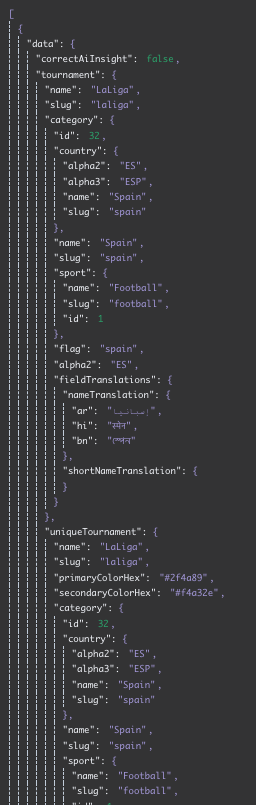 [
{
"data": {
"correctAiInsight": false,
"tournament": {
"name": "LaLiga",
"slug": "laliga",
"category": {
"id": 32,
"country": {
"alpha2": "ES",
"alpha3": "ESP",
"name": "Spain",
"slug": "spain"
},
"name": "Spain",
"slug": "spain",
"sport": {
"name": "Football",
"slug": "football",
"id": 1
},
"flag": "spain",
"alpha2": "ES",
"fieldTranslations": {
"nameTranslation": {
"ar": "إسبانيا",
"hi": "स्पेन",
"bn": "স্পেন"
},
"shortNameTranslation": {
}
}
},
"uniqueTournament": {
"name": "LaLiga",
"slug": "laliga",
"primaryColorHex": "#2f4a89",
"secondaryColorHex": "#f4a32e",
"category": {
"id": 32,
"country": {
"alpha2": "ES",
"alpha3": "ESP",
"name": "Spain",
"slug": "spain"
},
"name": "Spain",
"slug": "spain",
"sport": {
"name": "Football",
"slug": "football",